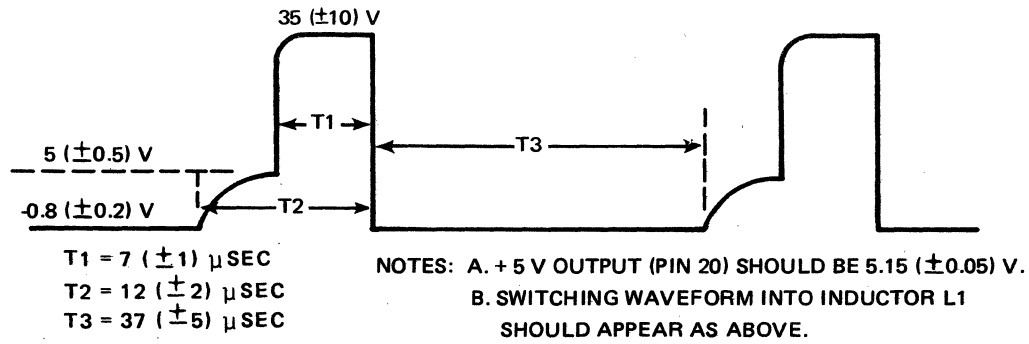 35 (±10) V
T1
T3
5 (±0.5) V
-0.8 (±0.2) V
T2
T1 = 7 (±1) μSEC
T2 = 12 (±2) μSEC
T3 = 37 (±5) μSEC
NOTES: A. + 5 V OUTPUT (PIN 20) SHOULD BE 5.15 (±0.05) V.
B. SWITCHING WAVEFORM INTO INDUCTOR L1
SHOULD APPEAR AS ABOVE.